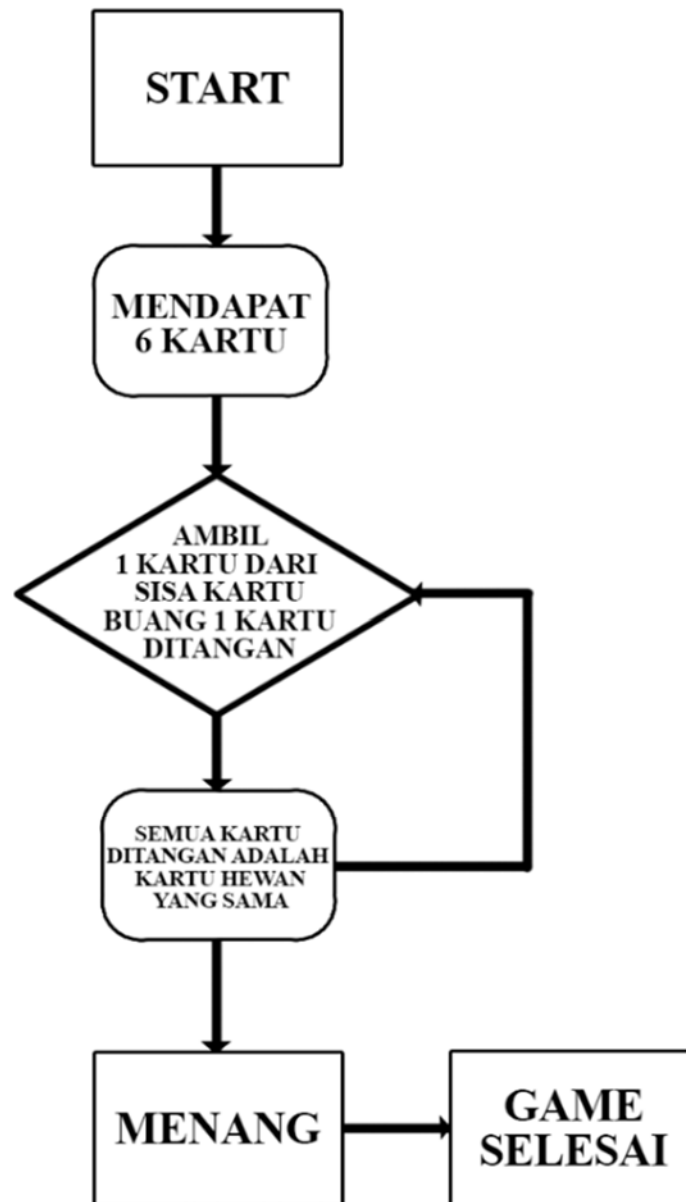 START
MENDAPAT
6 KARTU
AMBIL
1 KARTU DARI
SISA KARTU
BUANG 1 KARTU
DITANGAN
SEMUA KARTU
DITANGAN ADALAH
KARTU HEWAN
YANG SAMA
MENANG
GAME
SELESAI